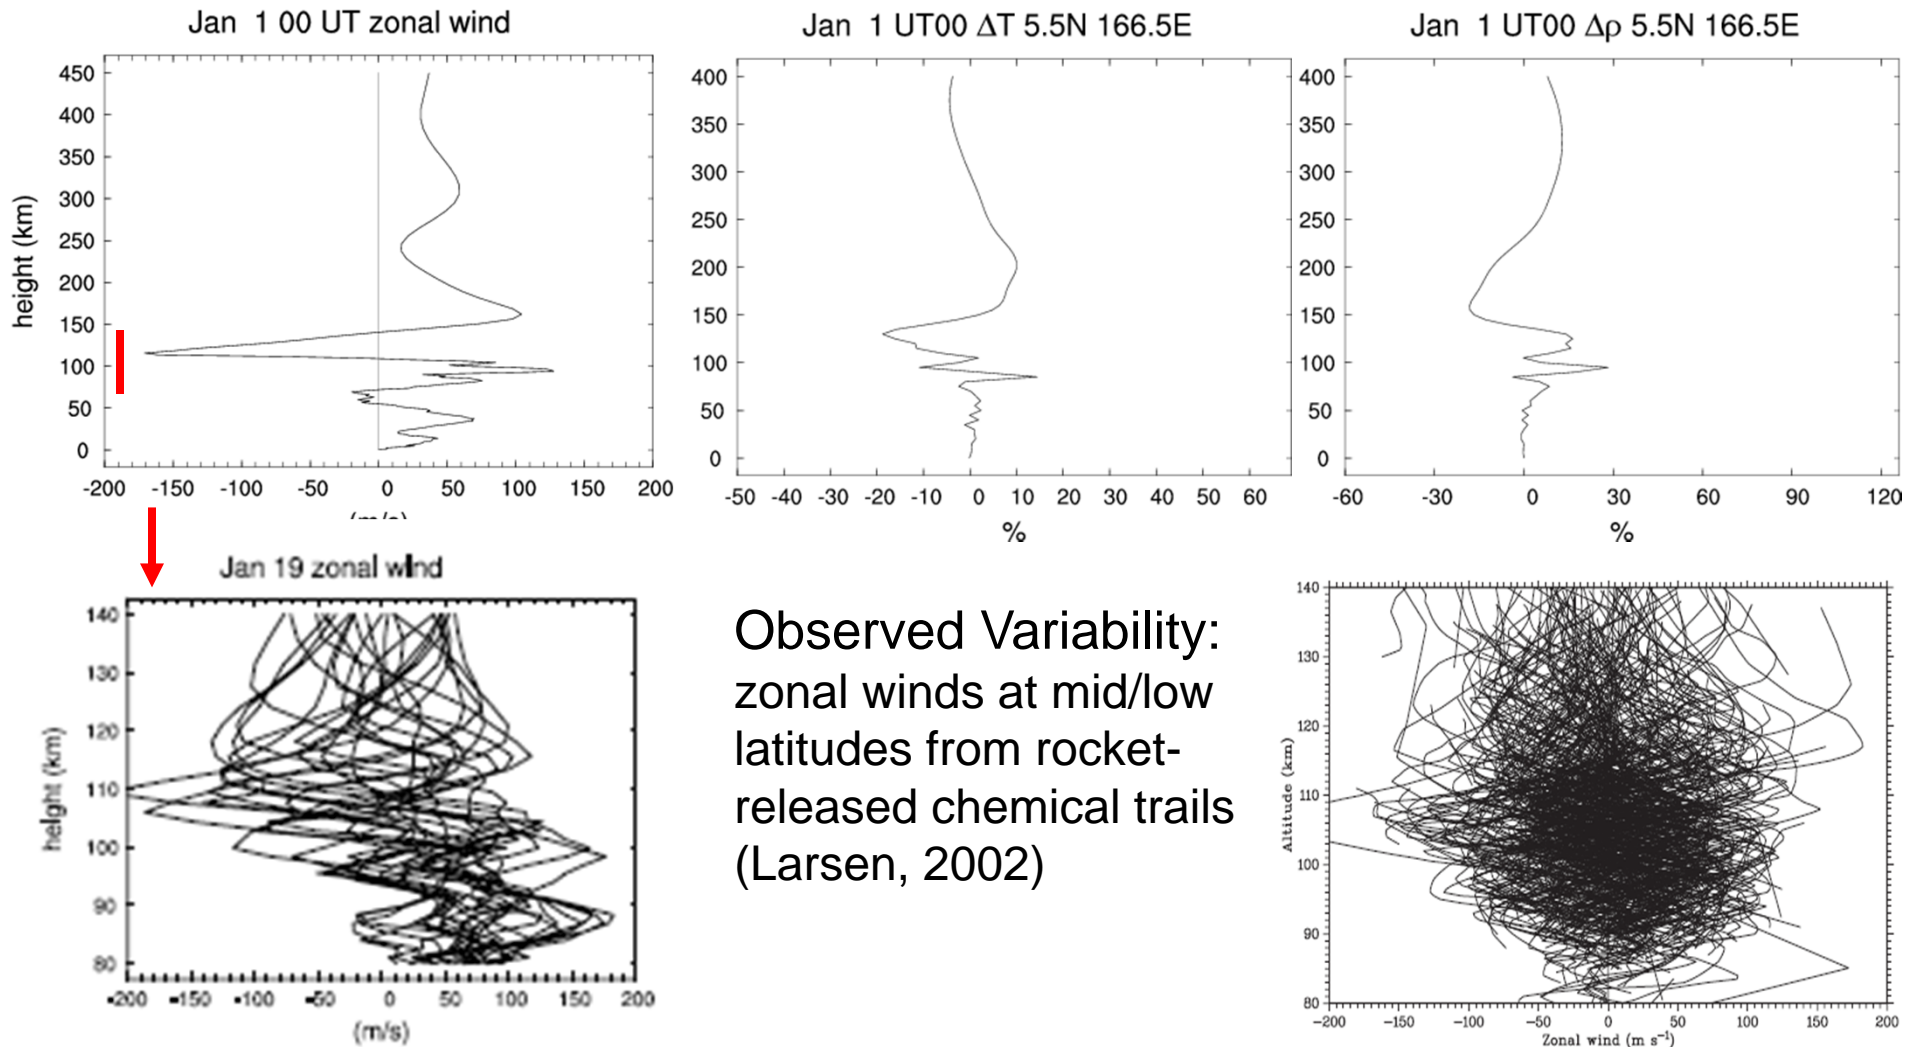 Jan 1 00 UT zonal wind
height (km)
450
400
350
300
250
200
150
100
50
0
-200 -150 -100 -50 0 50 100 150 200
Jan 1 UT00 ΔT 5.5N 166.5E
400
350
300
250
200
150
100
50
0
-50 -40 -30 -20 -10 0 10 20 30 40 50 60
%
Jan 1 UT00 Δρ 5.5N 166.5E
400
350
300
250
200
150
100
50
0
-60 -30 0 30 60 90 120
%
Jan 19 zonal wind
height (km)
140
130
120
110
100
90
80
-200 -150 -100 -50 0 50 100 150 200
(m/s)
Observed Variability:
zonal winds at mid/low
latitudes from rocket-
released chemical trails
(Larsen, 2002)
Altitude (km)
140
130
120
110
100
90
80
-200 -150 -100 -50 0 50 100 150 200
Zonal wind (m s⁻¹)